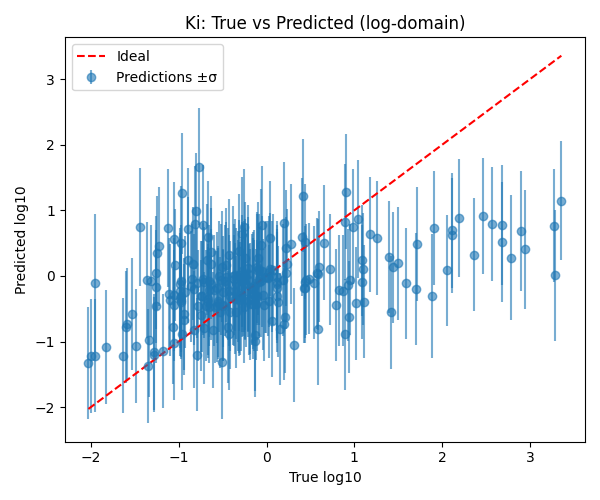 Ki: True vs Predicted (log-domain)
Ideal
Predictions ±σ
Predicted log10
3
2
1
0
−1
−2
−2 −1 0 1 2 3
True log10